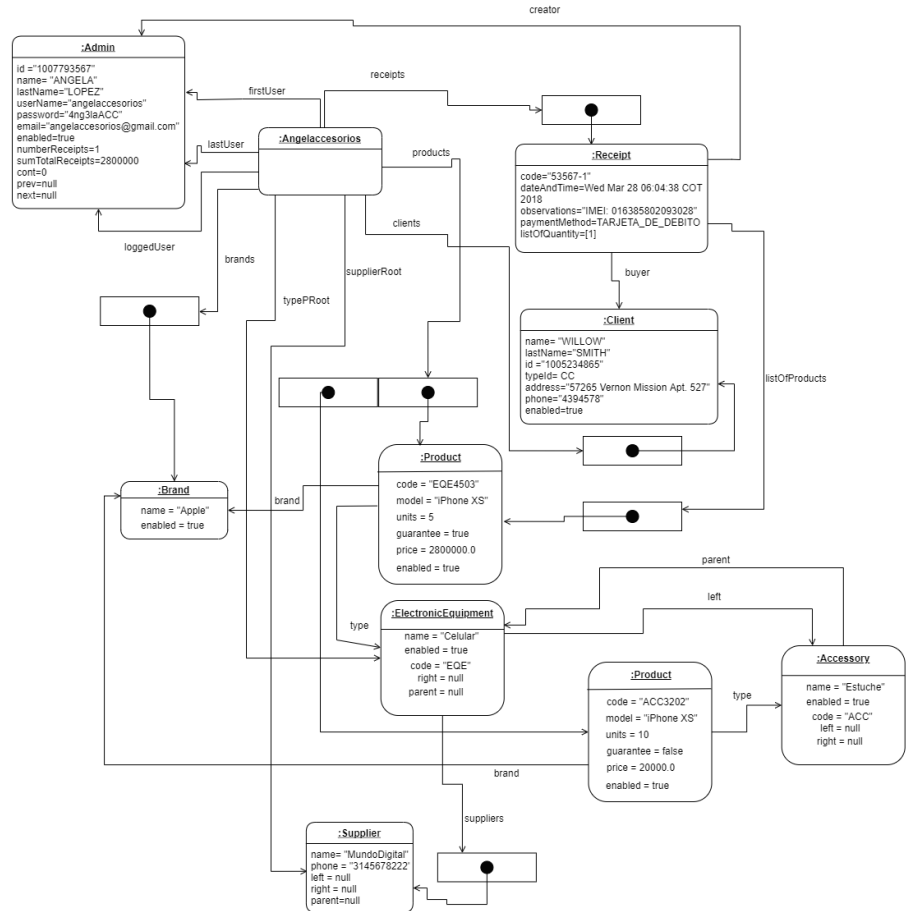 creator
:Admin
id ="1007793567"
name= "ANGELA"
lastName="LOPEZ"
userName="angelaccesorios"
password="4ng3laACC"
email="angelaccesorios@gmail.com"
enabled=true
numberReceipts=1
sumTotalReceipts=2800000
cont=0
prev=null
next=null
firstUser
receipts
lastUser
:Angelaccesorios
products
:Receipt
code="53567-1"
dateAndTime=Wed Mar 28 06:04:38 COT
2018
observations="IMEI: 016385802093028"
paymentMethod=TARJETA_DE_DEBITO
listOfQuantity=[1]
loggedUser
brands
clients
supplierRoot
typePRoot
buyer
:Client
name= "WILLOW"
lastName="SMITH"
id ="1005234865"
typeId= CC
address="57265 Vernon Mission Apt. 527"
phone="4394578"
enabled=true
listOfProducts
:Product
code = "EQE4503"
model = "iPhone XS"
units = 5
guarantee = true
price = 2800000.0
enabled = true
:Brand
name = "Apple"
enabled = true
brand
parent
left
type
:ElectronicEquipment
name = "Celular"
enabled = true
code = "EQE"
right = null
parent = null
:Product
code = "ACC3202"
model = "iPhone XS"
units = 10
guarantee = false
price = 20000.0
enabled = true
type
:Accessory
name = "Estuche"
enabled = true
code = "ACC"
left = null
right = null
brand
suppliers
:Supplier
name= "MundoDigital"
phone = "3145678222"
left = null
right = null
parent=null